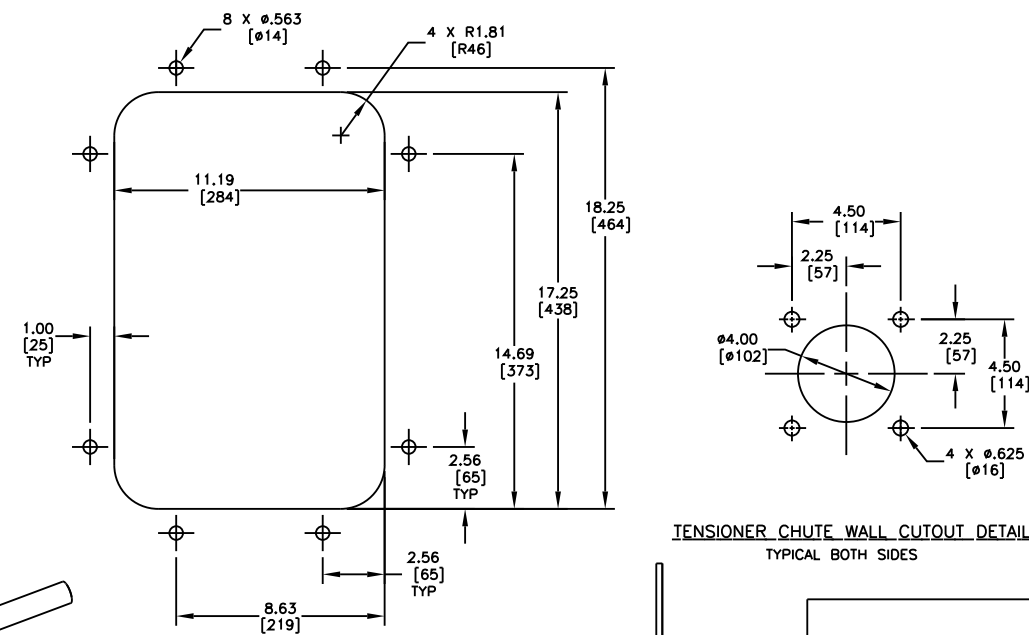 8 X ø.563
[ø14]
4 X R1.81
[R46]
11.19
[284]
18.25
[464]
17.25
[438]
1.00
[25]
TYP
14.69
[373]
2.56
[65]
TYP
2.56
[65]
TYP
8.63
[219]
4.50
[114]
2.25
[57]
ø4.00
[ø102]
2.25
[57]
4.50
[114]
4 X ø.625
[ø16]
TENSIONER CHUTE WALL CUTOUT DETAIL
TYPICAL BOTH SIDES